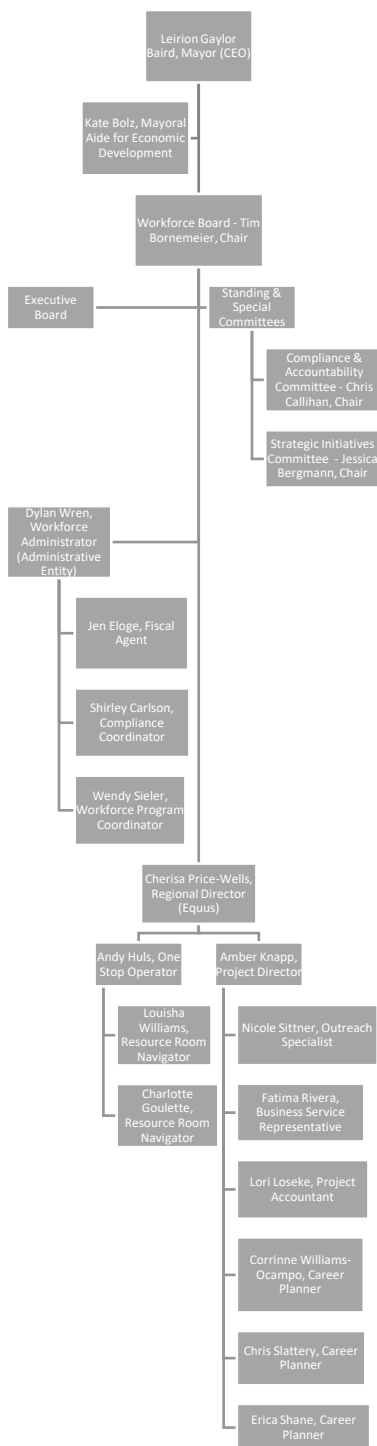 Leirion Gaylor
Baird, Mayor (CEO)
Kate Bolz, Mayoral
Aide for Economic
Development
Workforce Board - Tim
Bornemeier, Chair
Executive
Board
Standing &
Special
Committees
Compliance &
Accountability
Committee - Chris
Callihan, Chair
Strategic Initiatives
Committee - Jessica
Bergmann, Chair
Dylan Wren,
Workforce
Administrator
(Administrative
Entity)
Jen Eloge, Fiscal
Agent
Shirley Carlson,
Compliance
Coordinator
Wendy Sieler,
Workforce Program
Coordinator
Cherisa Price-Wells,
Regional Director
(Equus)
Andy Huls, One
Stop Operator
Louisha
Williams,
Resource Room
Navigator
Charlotte
Goulette,
Resource Room
Navigator
Amber Knapp,
Project Director
Nicole Sittner, Outreach
Specialist
Fatima Rivera,
Business Service
Representative
Lori Loseke, Project
Accountant
Corrinne Williams-
Ocampo, Career
Planner
Chris Slattery, Career
Planner
Erica Shane, Career
Planner